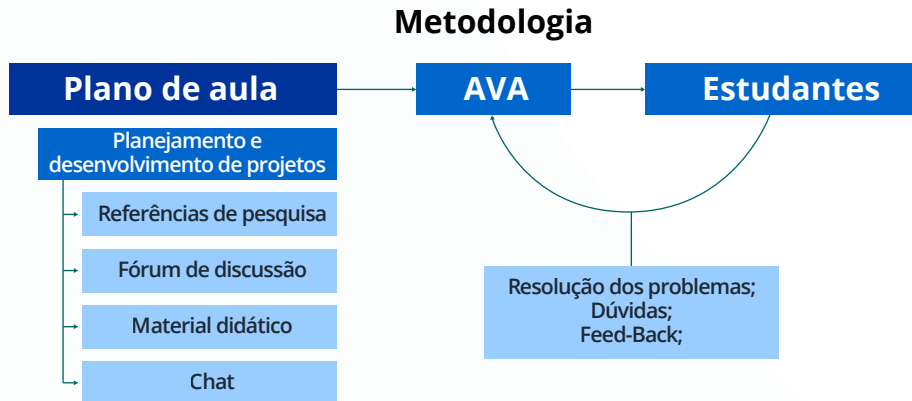 Metodologia
Plano de aula
AVA
Estudantes
Planejamento e
desenvolvimento de projetos
Referências de pesquisa
Fórum de discussão
Material didático
Chat
Resolução dos problemas;
Dúvidas;
Feed-Back;